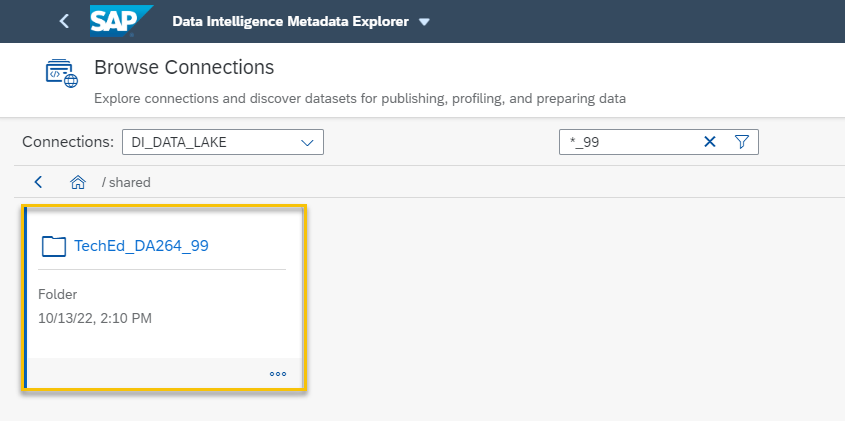 SAP Data Intelligence Metadata Explorer
Browse Connections
Explore connections and discover datasets for publishing, profiling, and preparing data
Connections: DI_DATA_LAKE *_99
/ shared
TechEd_DA264_99
Folder
10/13/22, 2:10 PM